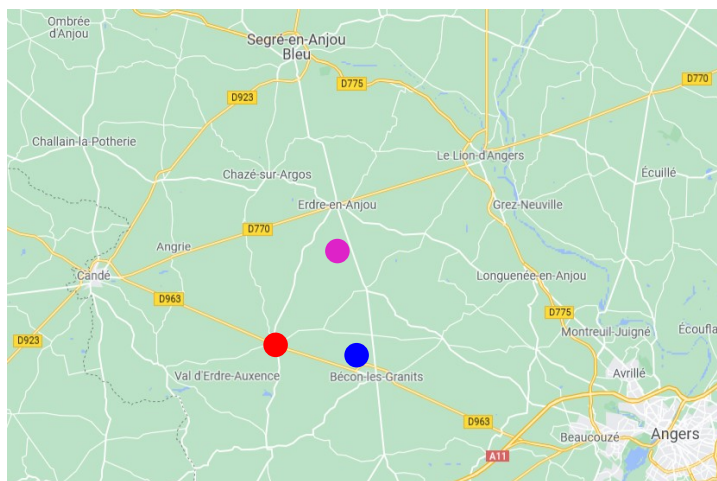 Ombrée
d'Anjou
Segré-en-Anjou
Bleu
D770
D775
D923
Challain-la-Potherie
Le Lion-d'Angers
Chazé-sur-Argos
Écuillé
Erdre-en-Anjou
Grez-Neuville
D770
Angrie
Candé
Longuenée-en-Anjou
D963
D775
Montreuil-Juigné
Écoufla
D923
Val d'Erdre-Auxence
Bécon-les-Granits
Avrillé
D963
Beaucouzé
Angers
A11